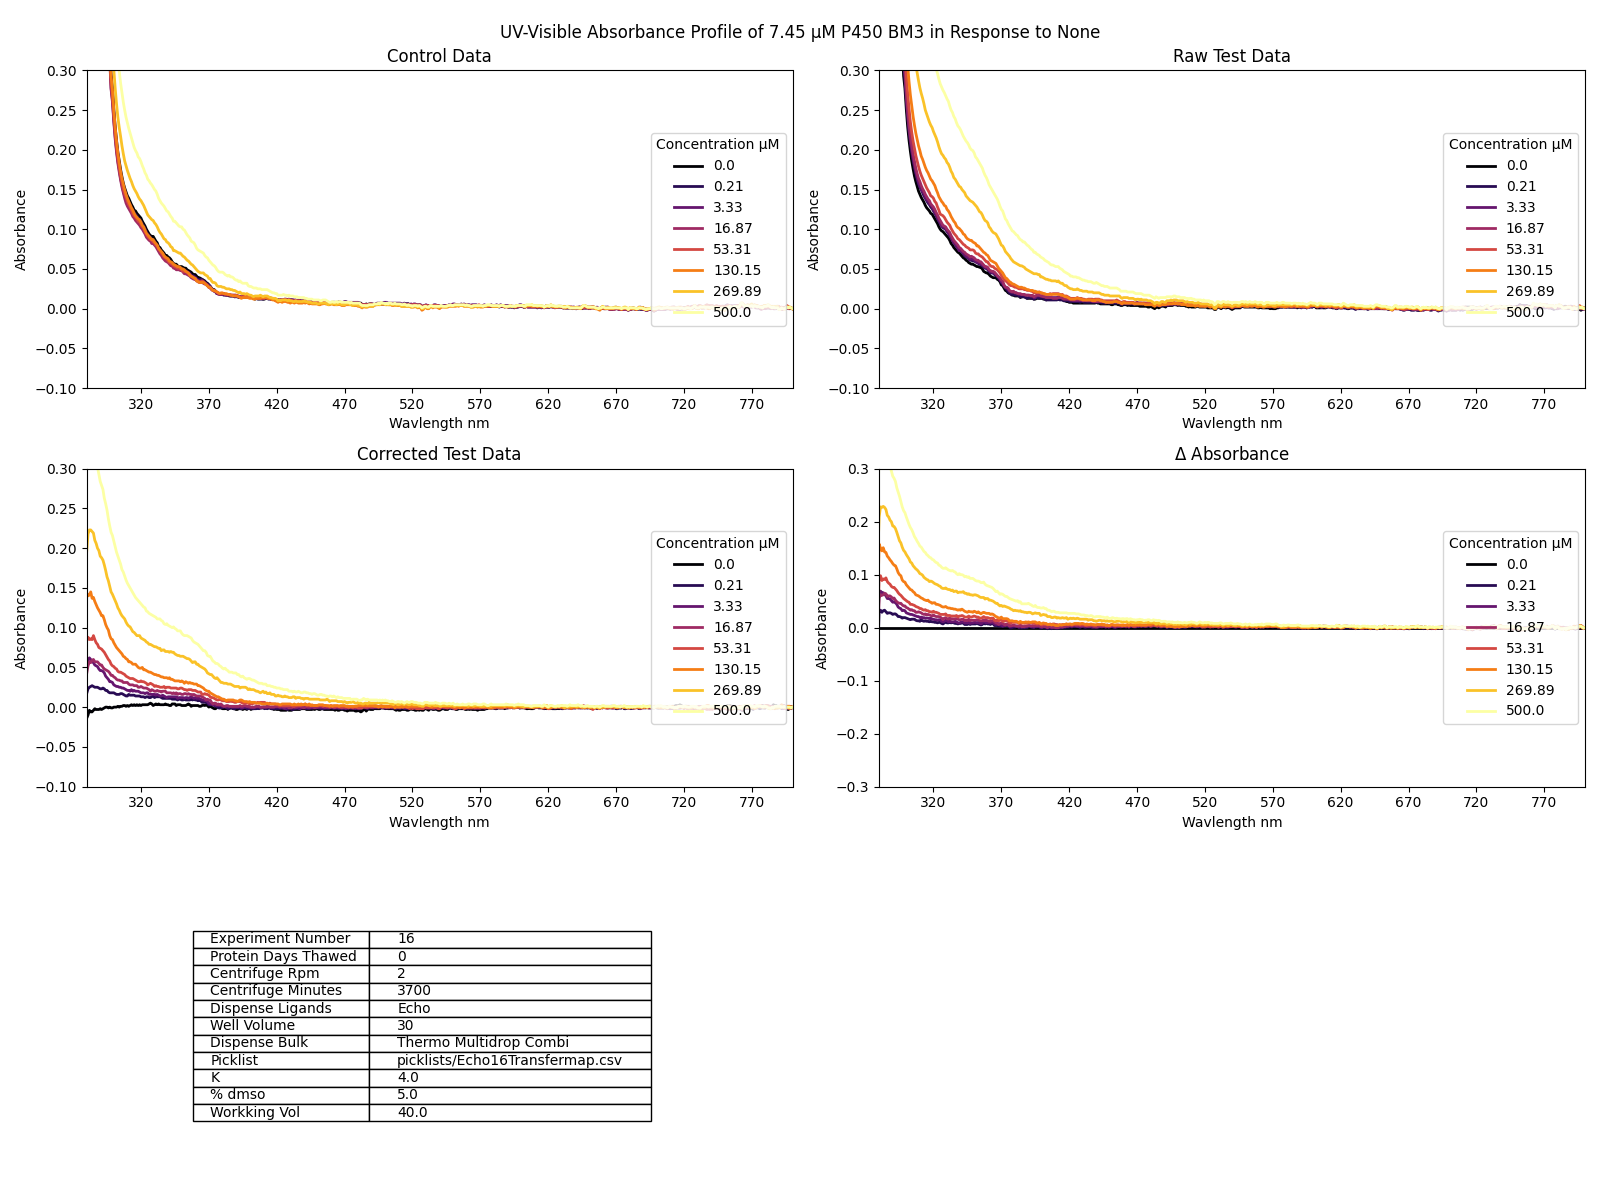 UV-Visible Absorbance Profile of 7.45 µM P450 BM3 in Response to None
Control Data
0.30
0.25
0.20
0.15
0.10
0.05
0.00
−0.05
−0.10
Absorbance
320 370 420 470 520 570 620 670 720 770
Wavlength nm
Concentration µM
0.0
0.21
3.33
16.87
53.31
130.15
269.89
500.0
Raw Test Data
0.30
0.25
0.20
0.15
0.10
0.05
0.00
−0.05
−0.10
Absorbance
320 370 420 470 520 570 620 670 720 770
Wavlength nm
Concentration µM
0.0
0.21
3.33
16.87
53.31
130.15
269.89
500.0
Corrected Test Data
0.30
0.25
0.20
0.15
0.10
0.05
0.00
−0.05
−0.10
Absorbance
320 370 420 470 520 570 620 670 720 770
Wavlength nm
Concentration µM
0.0
0.21
3.33
16.87
53.31
130.15
269.89
500.0
Δ Absorbance
0.3
0.2
0.1
0.0
−0.1
−0.2
−0.3
Absorbance
320 370 420 470 520 570 620 670 720 770
Wavlength nm
Concentration µM
0.0
0.21
3.33
16.87
53.31
130.15
269.89
500.0
Experiment Number 16
Protein Days Thawed 0
Centrifuge Rpm 2
Centrifuge Minutes 3700
Dispense Ligands Echo
Well Volume 30
Dispense Bulk Thermo Multidrop Combi
Picklist picklists/Echo16Transfermap.csv
K 4.0
% dmso 5.0
Workking Vol 40.0